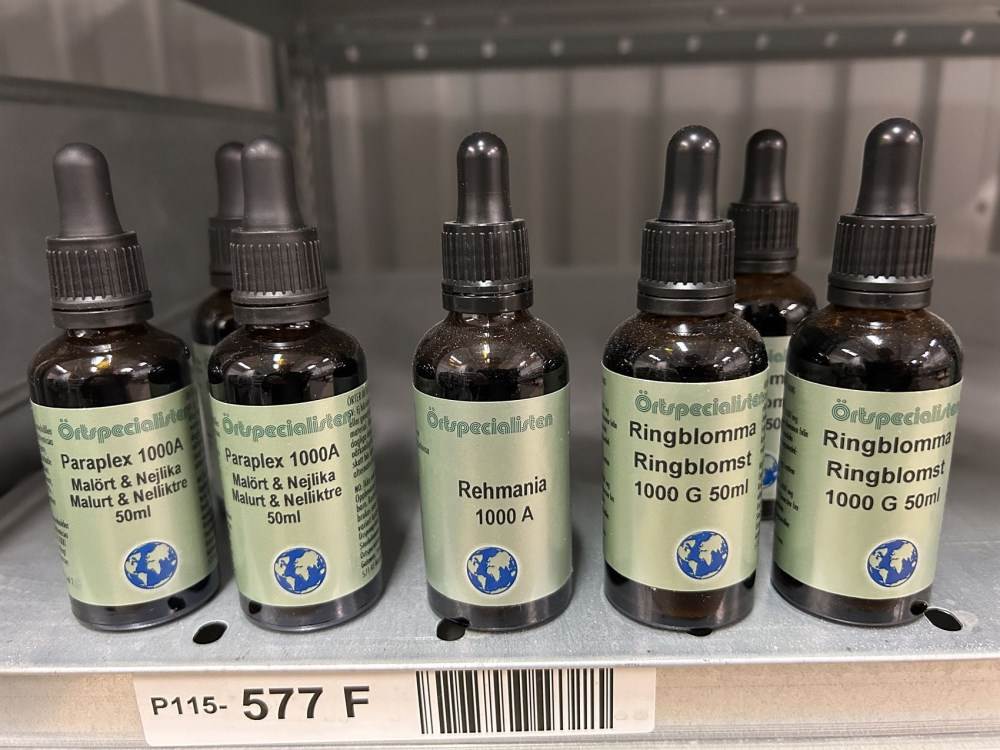 Örtspecialisten
Paraplex 1000A
Malört & Nejlika
Malurt & Nelliktre
50ml
Örtspecialisten
Paraplex 1000A
Malört & Nejlika
Malurt & Nelliktre
50ml
Örtspecialisten
Rehmania
1000 A
Örtspecialisten
Ringblomma
Ringblomst
1000 G 50ml
Örtspecialisten
Ringblomma
Ringblomst
1000 G 50ml
P115- 577 F